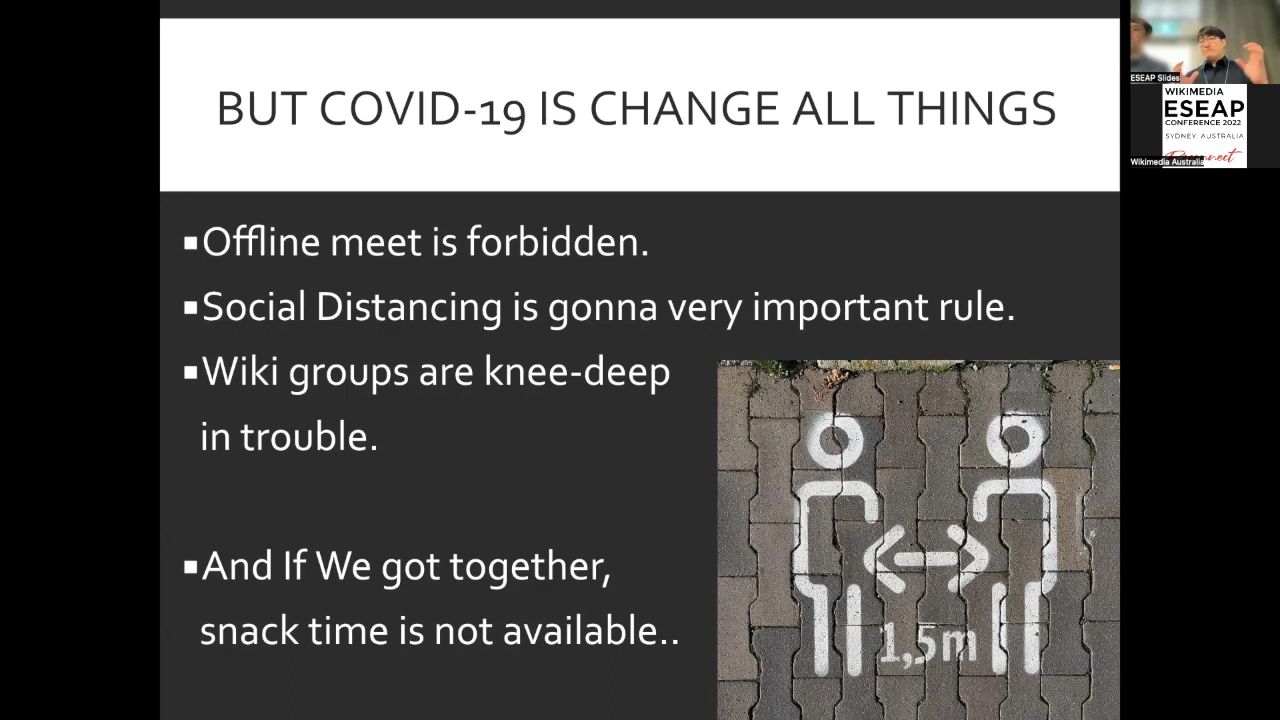 BUT COVID-19 IS CHANGE ALL THINGS
▪Offline meet is forbidden.
▪Social Distancing is gonna very important rule.
▪Wiki groups are knee-deep
in trouble.
▪And If We got together,
snack time is not available..
1,5m
ESEAP Slides
WIKIMEDIA
ESEAP
CONFERENCE 2022
SYDNEY, AUSTRALIA
Reconnect
Wikimedia Australia